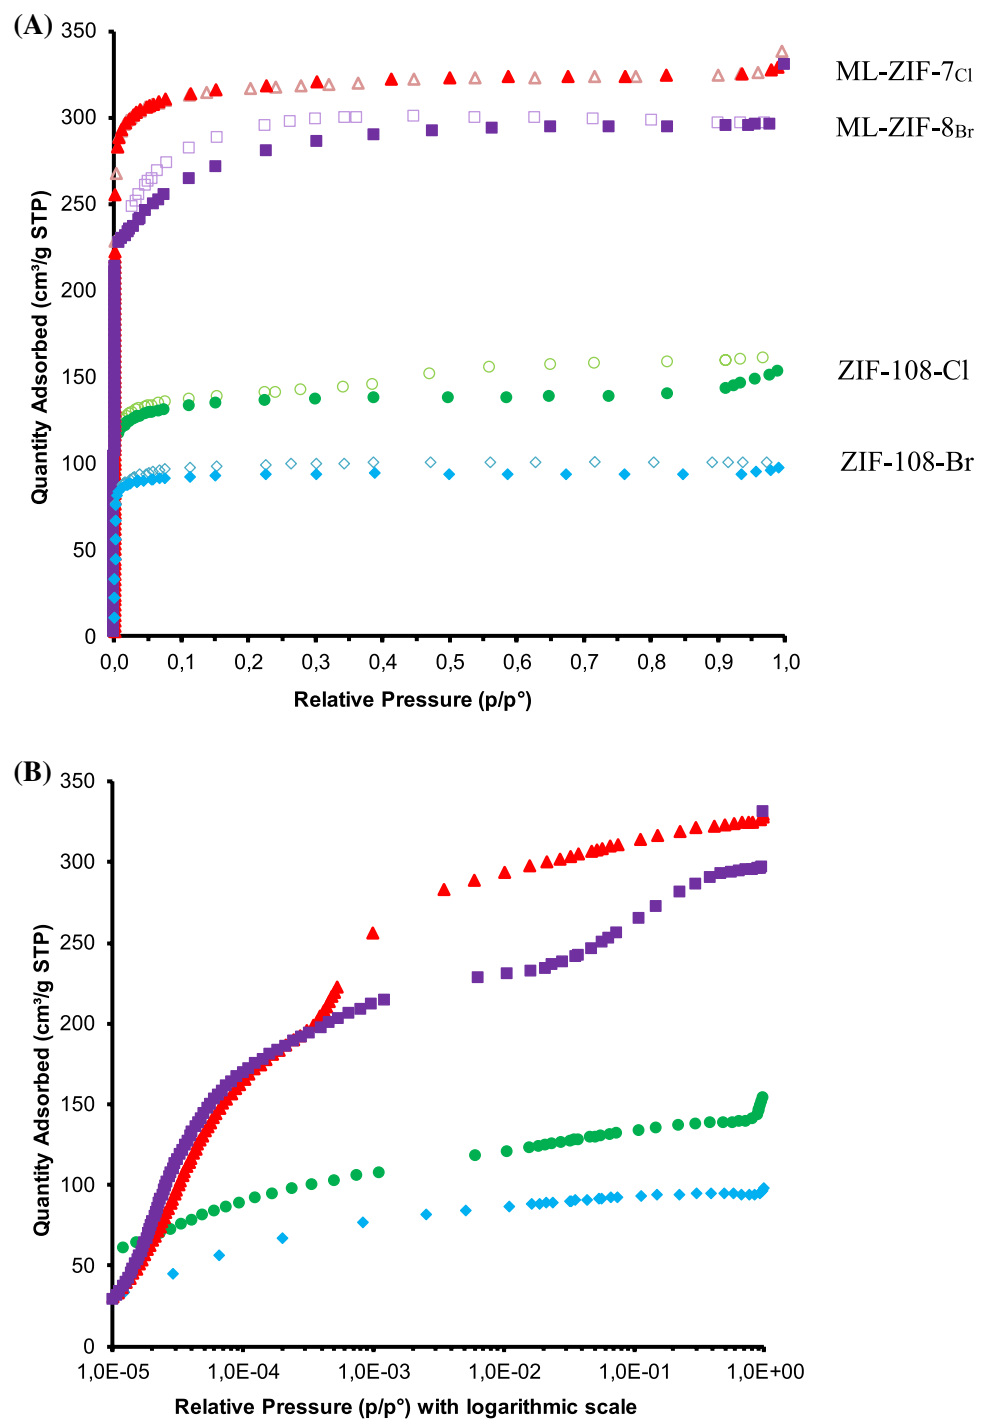 (A)
350
300
250
200
150
100
50
0
Quantity Adsorbed (cm³/g STP)
0,0 0,1 0,2 0,3 0,4 0,5 0,6 0,7 0,8 0,9 1,0
Relative Pressure (p/p°)
ML-ZIF-7Cl
ML-ZIF-8Br
ZIF-108-Cl
ZIF-108-Br
(B)
350
300
250
200
150
100
50
0
Quantity Adsorbed (cm³/g STP)
1,0E-05 1,0E-04 1,0E-03 1,0E-02 1,0E-01 1,0E+00
Relative Pressure (p/p°) with logarithmic scale